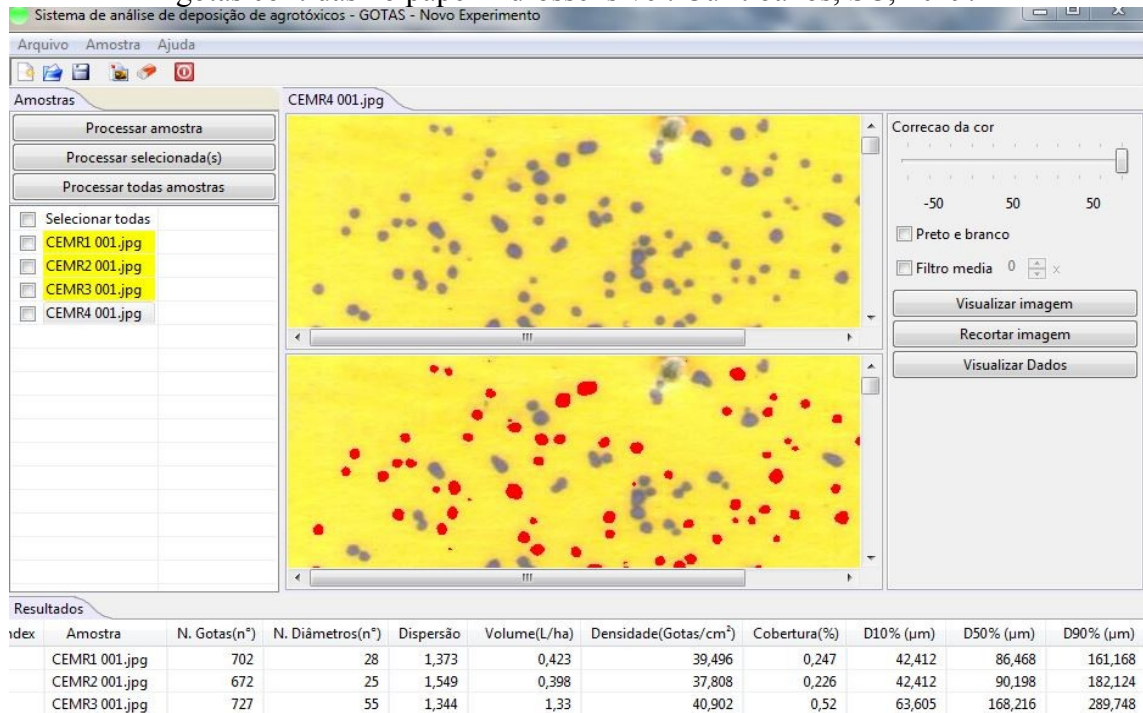 Sistema de análise de deposição de agrotóxicos - GOTAS - Novo Experimento
Arquivo Amostra Ajuda
Amostras
CEMR4 001.jpg
Processar amostra
Processar selecionada(s)
Processar todas amostras
Selecionar todas
CEMR1 001.jpg
CEMR2 001.jpg
CEMR3 001.jpg
CEMR4 001.jpg
Correcao da cor
-50 50 50
Preto e branco
Filtro media 0 x
Visualizar imagem
Recortar imagem
Visualizar Dados
Resultados
Amostra N. Gotas(n°) N. Diâmetros(n°) Dispersão Volume(L/ha) Densidade(Gotas/cm²) Cobertura(%) D10% (µm) D50% (µm) D90% (µm)
CEMR1 001.jpg 702 28 1,373 0,423 39,496 0,247 42,412 86,468 161,168
CEMR2 001.jpg 672 25 1,549 0,398 37,808 0,226 42,412 90,198 182,124
CEMR3 001.jpg 727 55 1,344 1,33 40,902 0,52 63,605 168,216 289,748